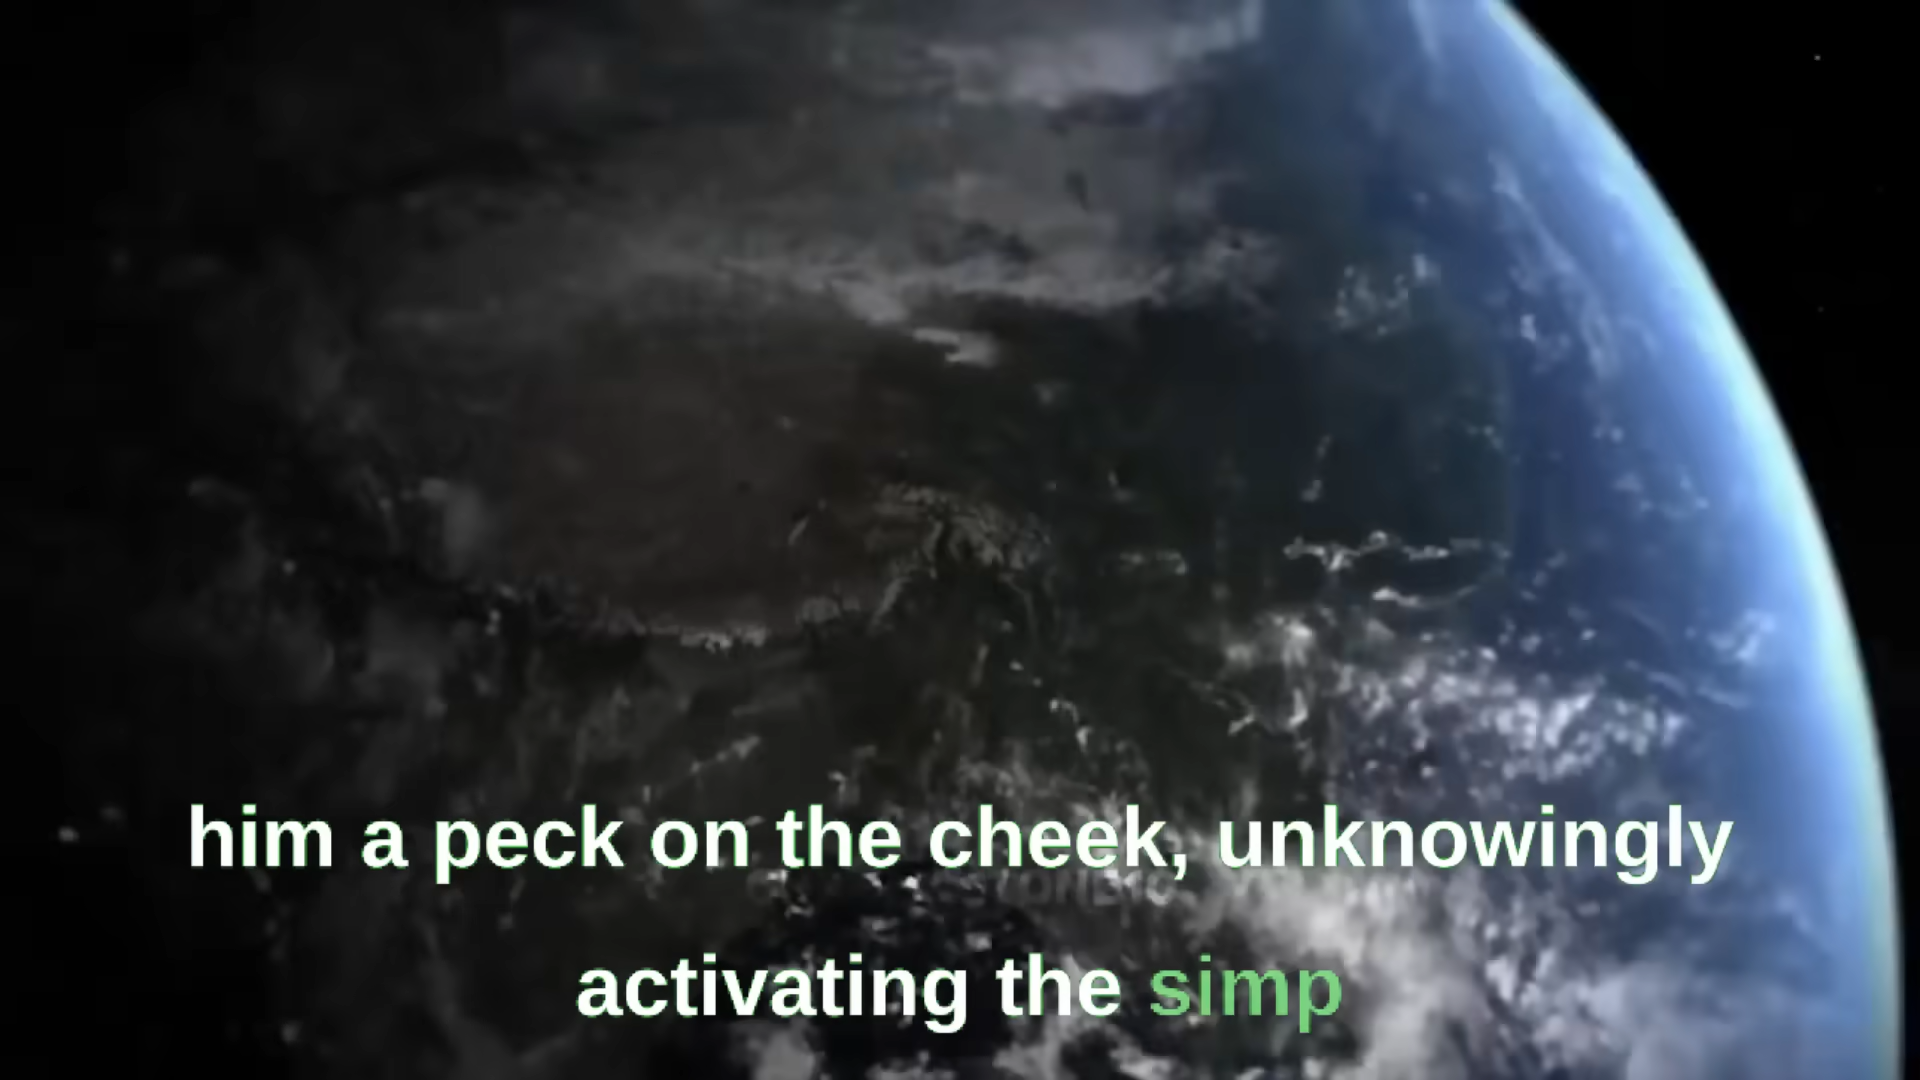 him a peck on the cheek, unknowingly
activating the simp